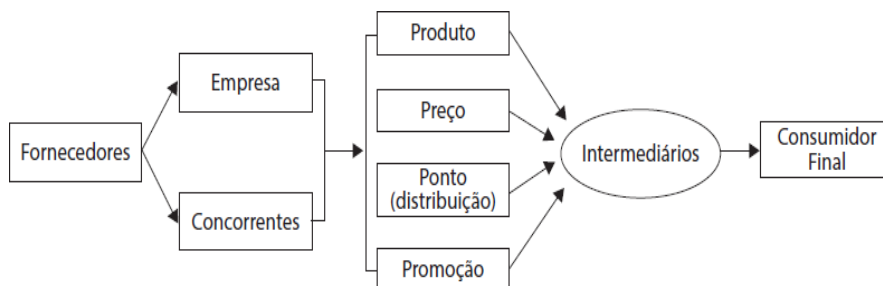 Fornecedores
Empresa
Concorrentes
Produto
Preço
Ponto
(distribuição)
Promoção
Intermediários
Consumidor
Final